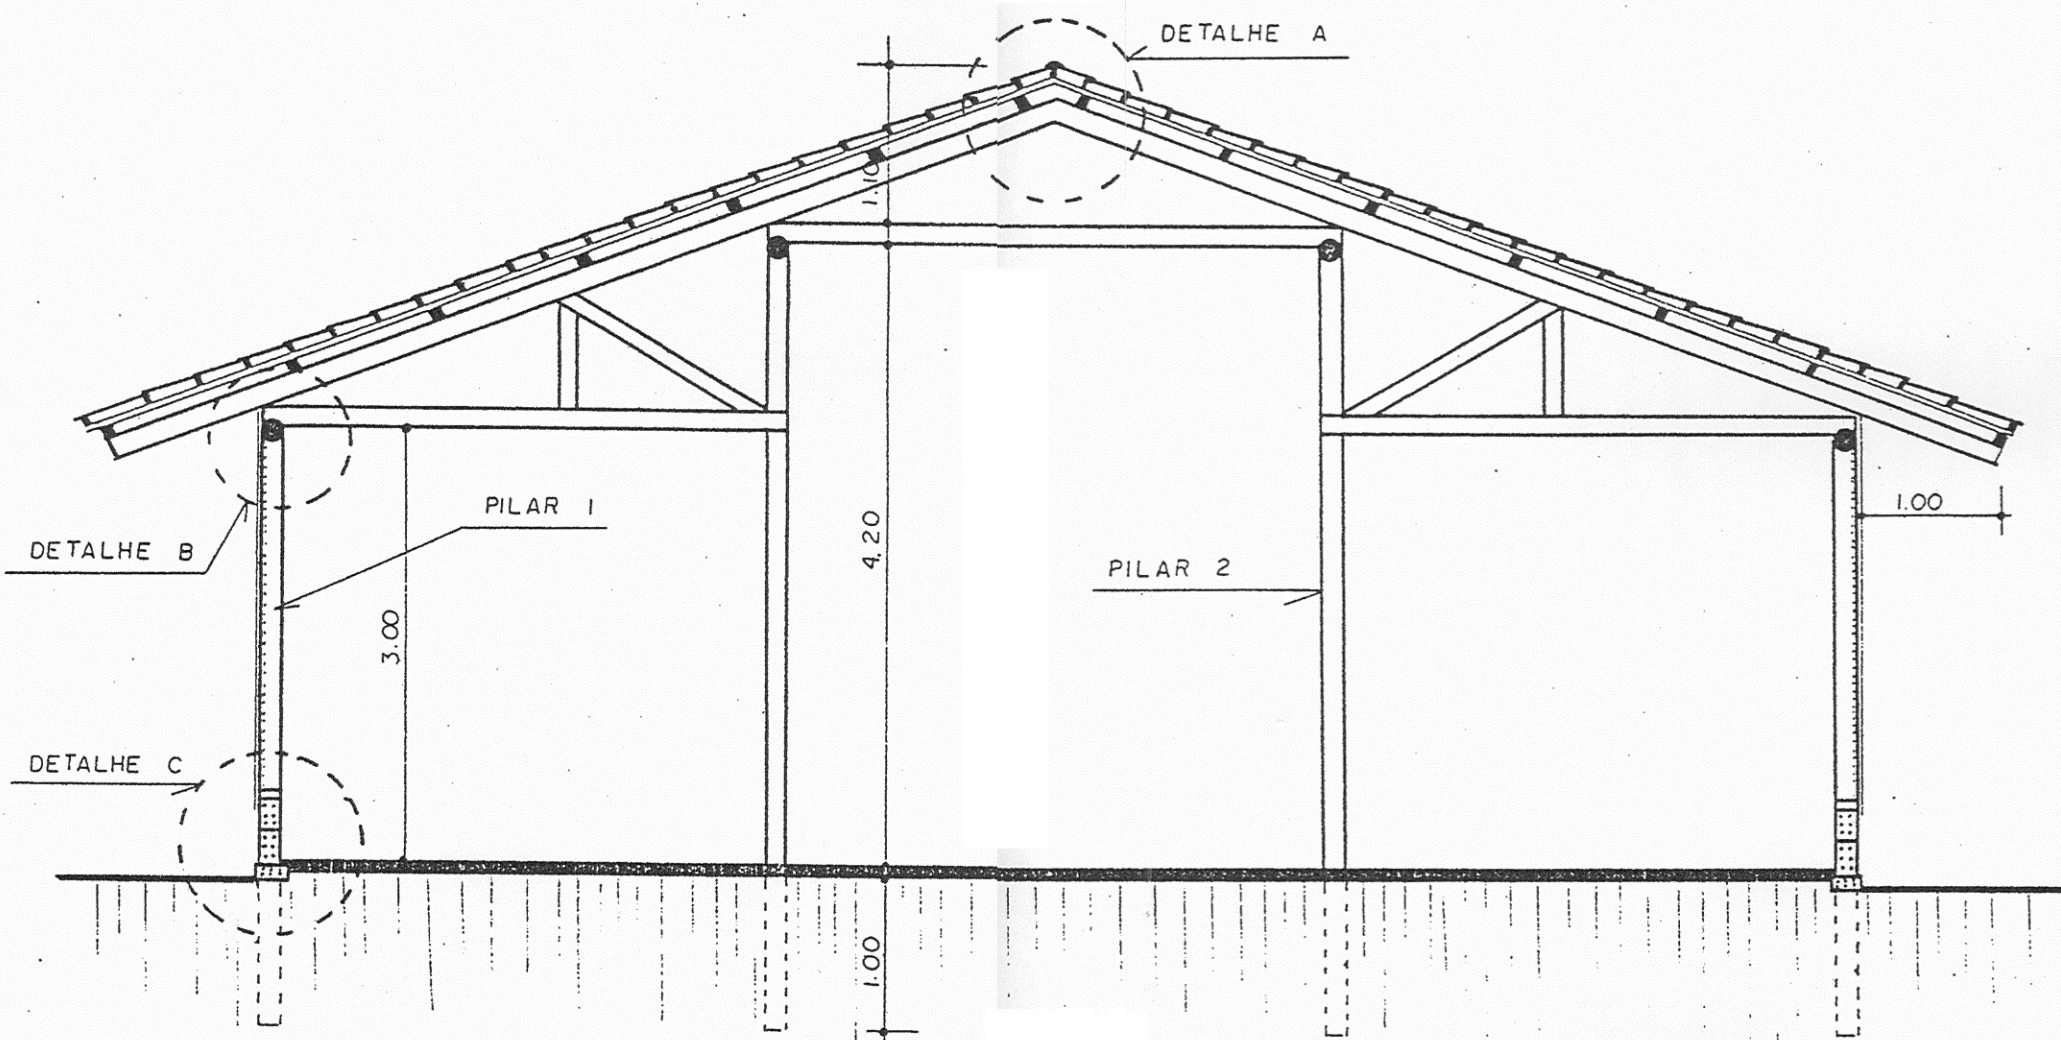 DETALHE A
1.10
PILAR 1
1.00
DETALHE B
4.20
PILAR 2
3.00
DETALHE C
1.00